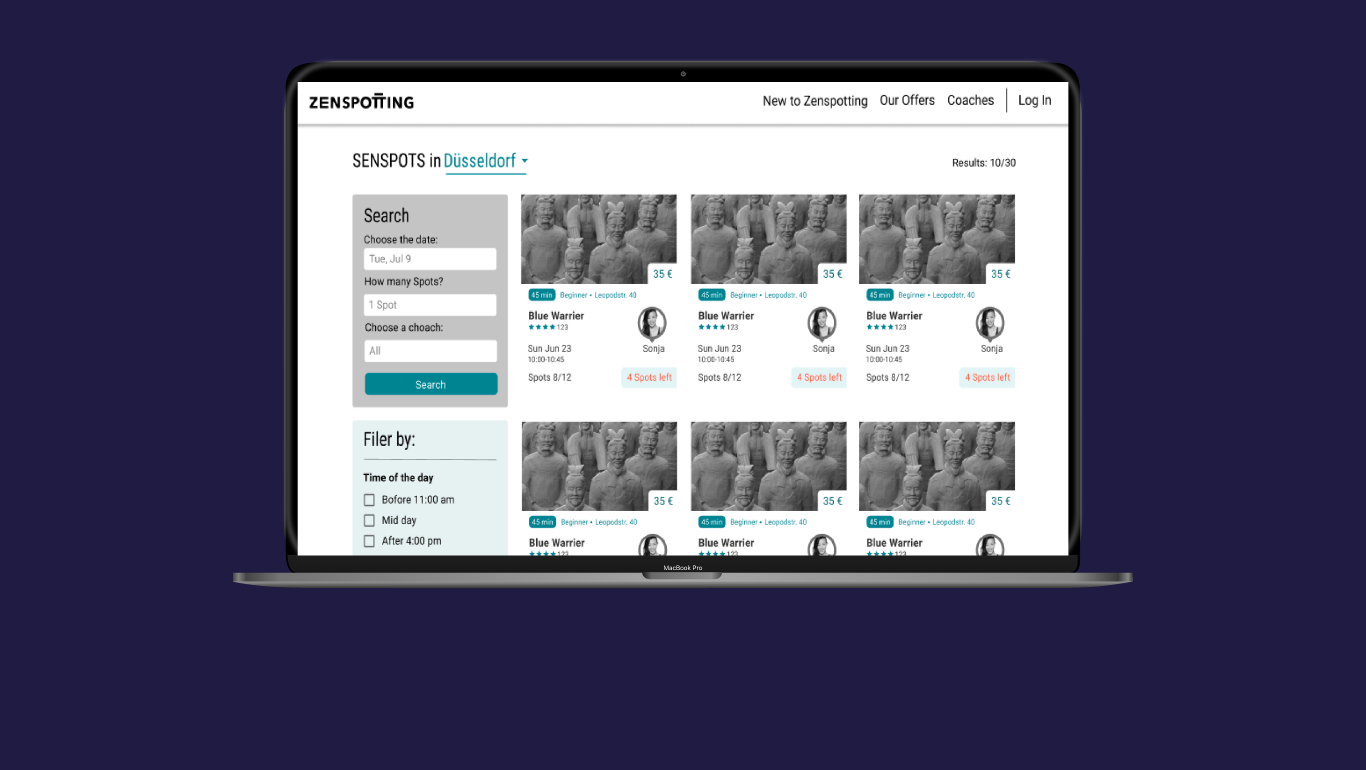 ZENSPOTTING
New to Zenspotting Our Offers Coaches Log In
SENSPOTS in Düsseldorf
Results: 10/30
Search
Choose the date:
Tue, Jul 9
How many Spots?
1 Spot
Choose a choach:
All
Search
Filer by:
Time of the day
Bofore 11:00 am
Mid day
After 4:00 pm
35 €
45 min Beginner • Leopodstr. 40
Blue Warrier
123
Sonja
Sun Jun 23
10:00-10:45
Spots 8/12
4 Spots left
35 €
45 min Beginner • Leopodstr. 40
Blue Warrier
123
Sonja
Sun Jun 23
10:00-10:45
Spots 8/12
4 Spots left
35 €
45 min Beginner • Leopodstr. 40
Blue Warrier
123
Sonja
Sun Jun 23
10:00-10:45
Spots 8/12
4 Spots left
35 €
45 min Beginner • Leopodstr. 40
Blue Warrier
123
35 €
45 min Beginner • Leopodstr. 40
Blue Warrier
123
35 €
45 min Beginner • Leopodstr. 40
Blue Warrier
123
MacBook Pro